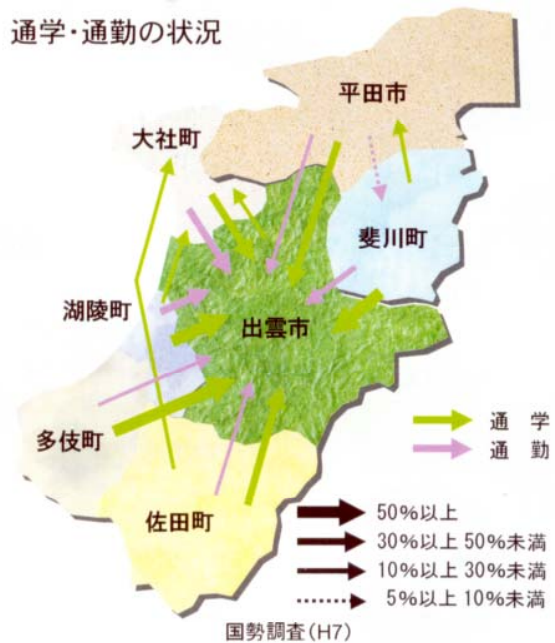 通学・通勤の状況
平田市
大社町
斐川町
湖陵町
出雲市
多伎町
佐田町
通 学
通 勤
50%以上
30%以上 50%未満
10%以上 30%未満
5%以上 10%未満
国勢調査(H7)